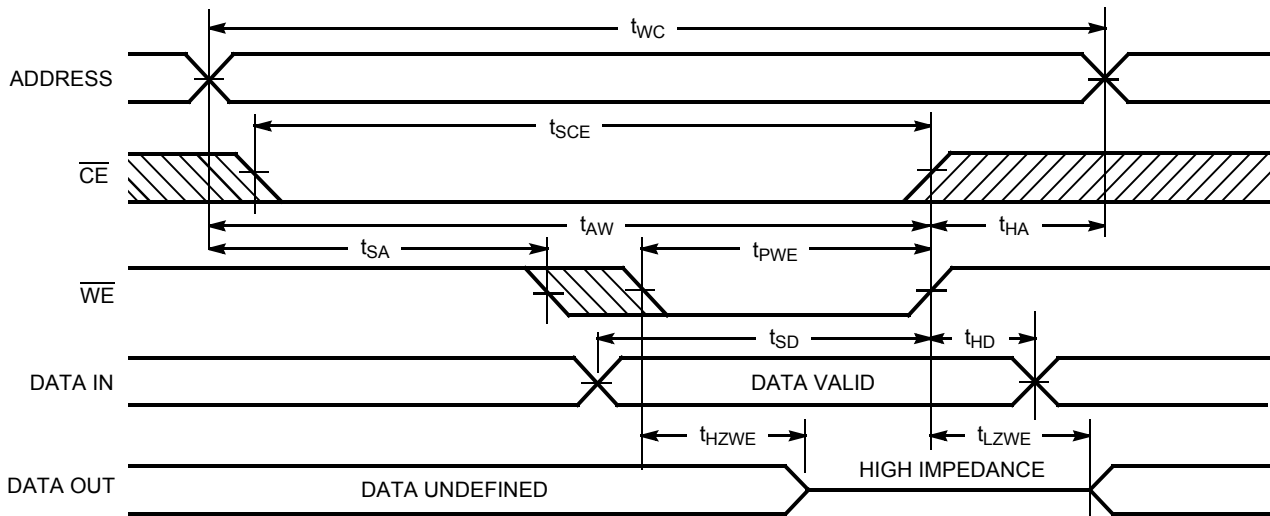 tWC
ADDRESS
tSCE
CE
tAW
tHA
tSA
tPWE
WE
tSD
tHD
DATA IN
DATA VALID
tHZWE
tLZWE
HIGH IMPEDANCE
DATA OUT
DATA UNDEFINED